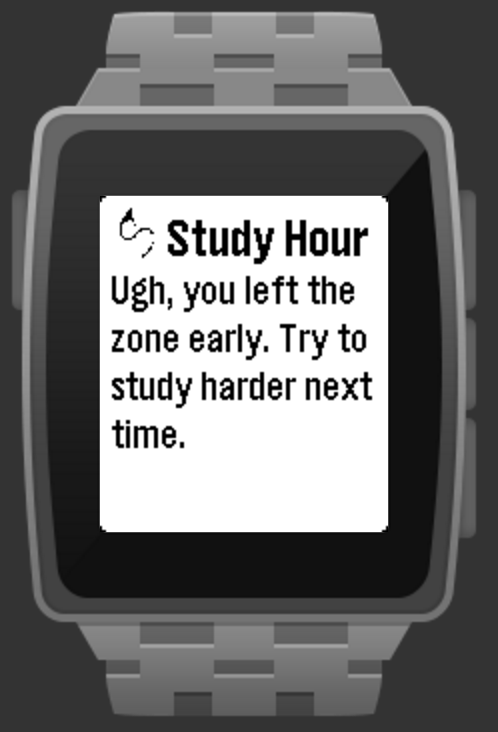 Study Hour
Ugh, you left the
zone early. Try to
study harder next
time.